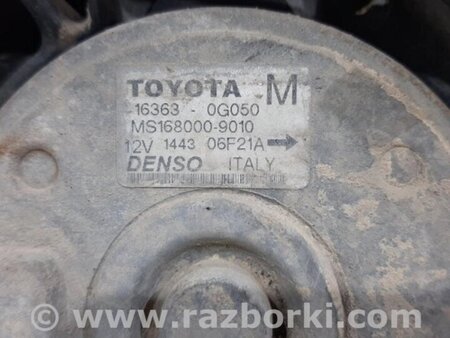 TOYOTA M
16363 - 0G050
MS168000-9010
12V 1443 06F21A
DENSO ITALY
© www.razborki.com